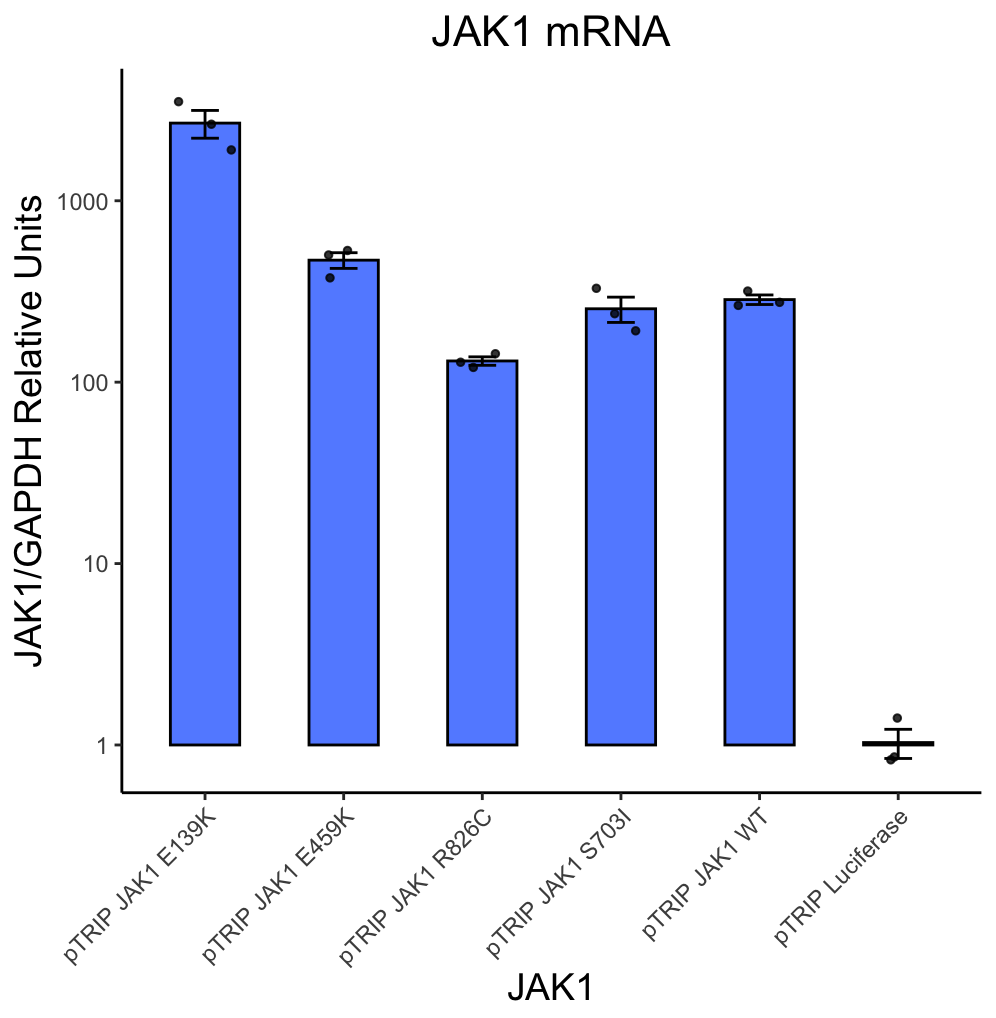 JAK1 mRNA
JAK1/GAPDH Relative Units
1000
100
10
1
pTRIP JAK1 E139K
pTRIP JAK1 E459K
pTRIP JAK1 R826C
pTRIP JAK1 S703I
pTRIP JAK1 WT
pTRIP Luciferase
JAK1